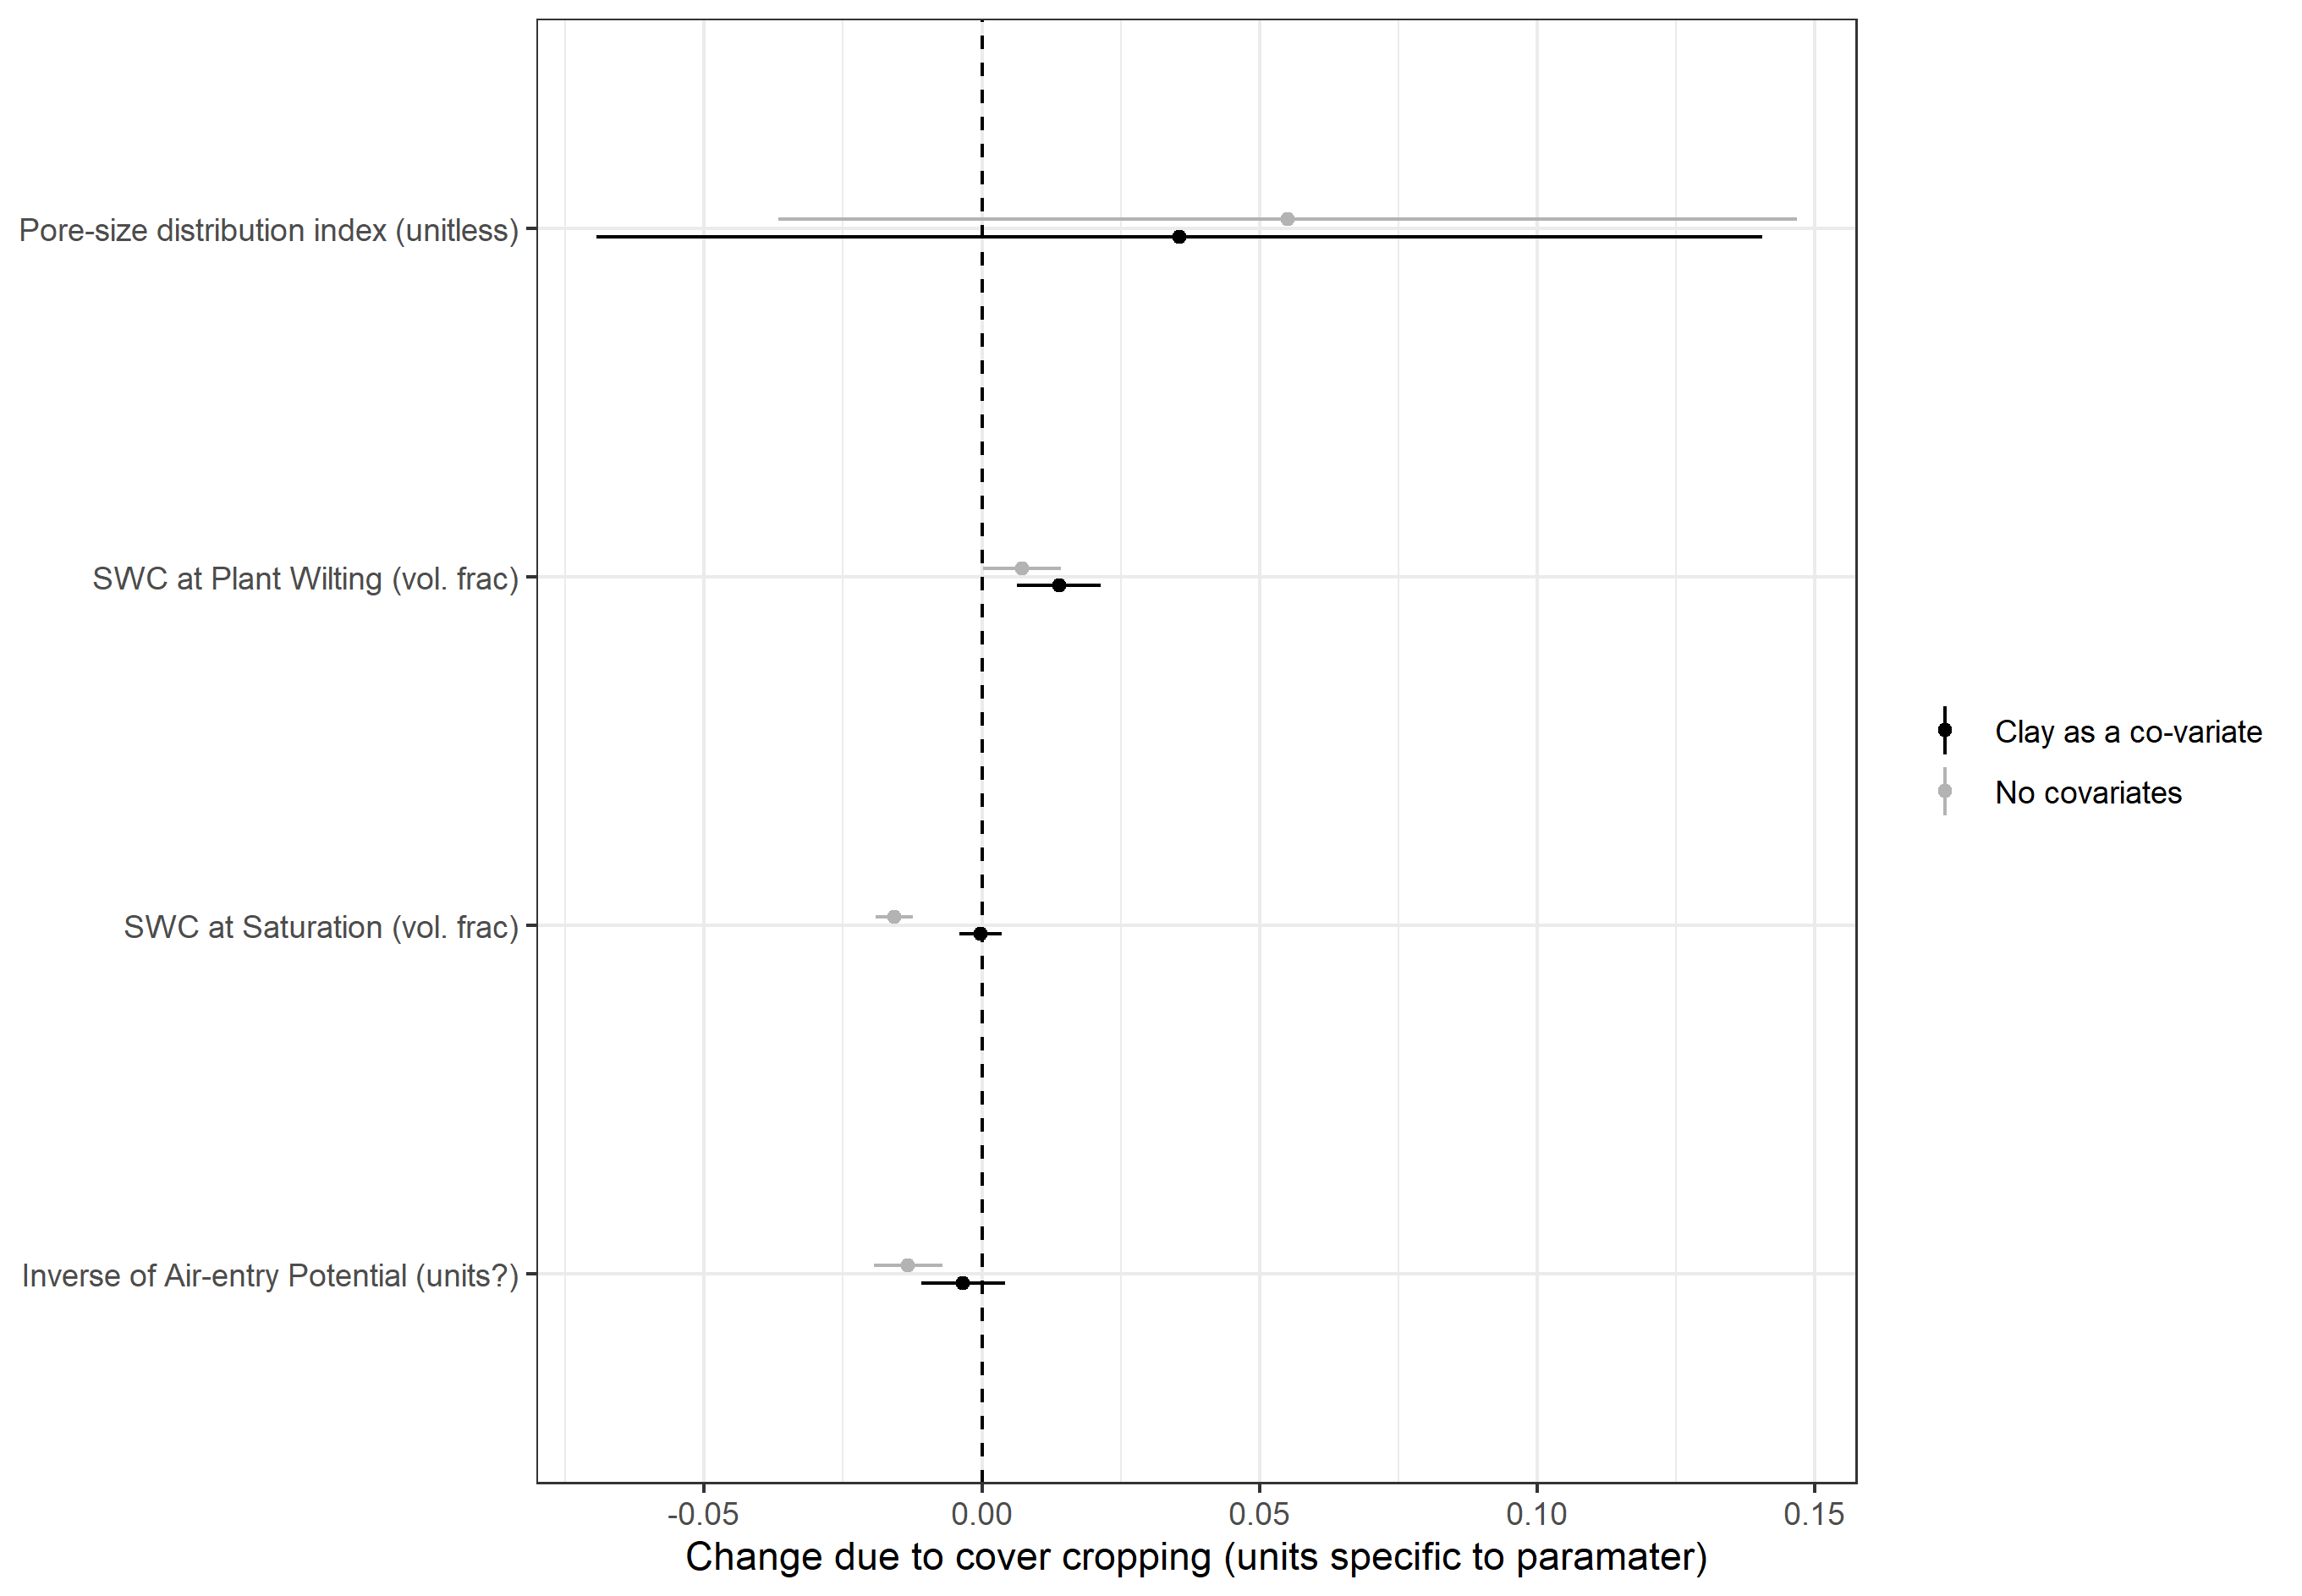 Pore-size distribution index (unitless)
SWC at Plant Wilting (vol. frac)
SWC at Saturation (vol. frac)
Inverse of Air-entry Potential (units?)
-0.05 0.00 0.05 0.10 0.15
Change due to cover cropping (units specific to paramater)
Clay as a co-variate
No covariates